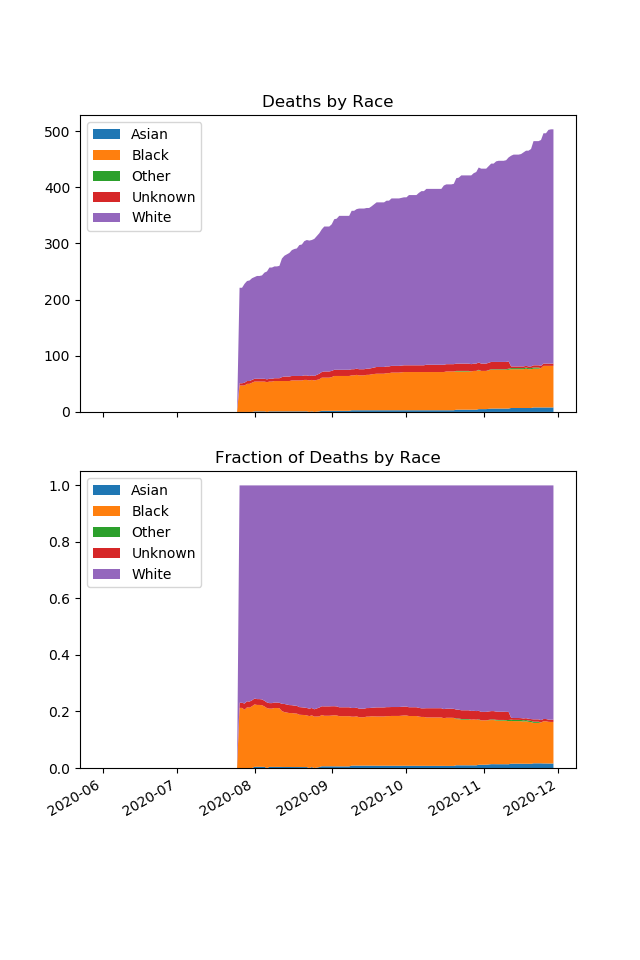 Deaths by Race
500
400
300
200
100
0
Asian
Black
Other
Unknown
White
Fraction of Deaths by Race
1.0
0.8
0.6
0.4
0.2
0.0
Asian
Black
Other
Unknown
White
2020-06
2020-07
2020-08
2020-09
2020-10
2020-11
2020-12